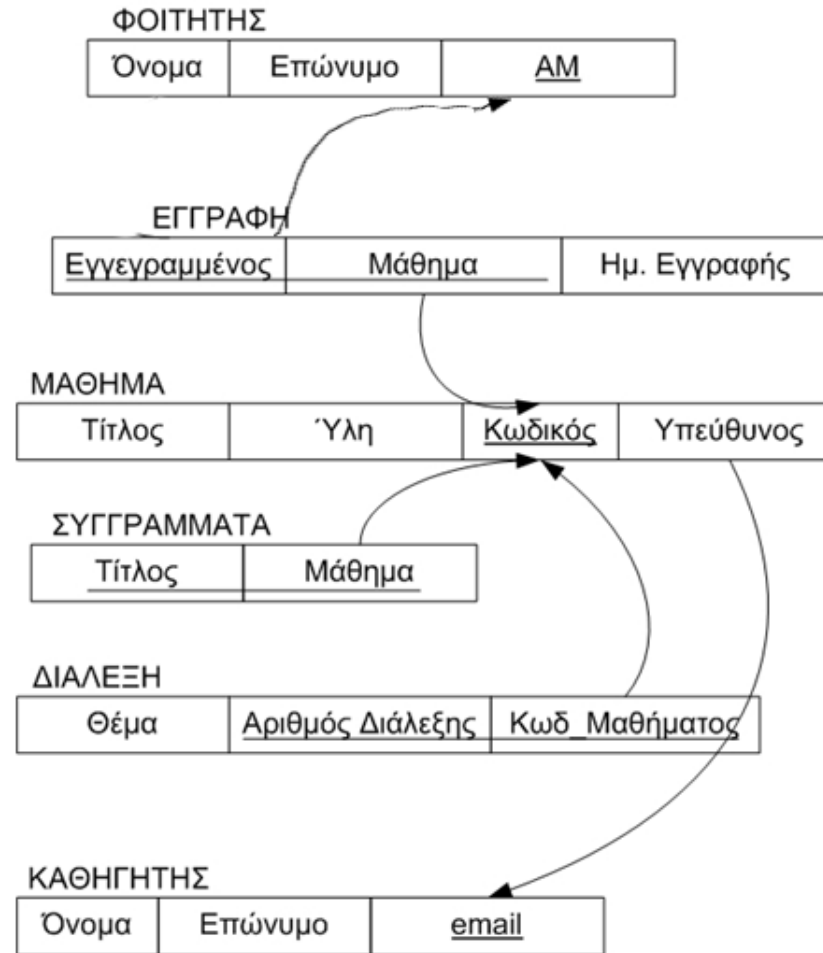 ΦΟΙΤΗΤΗΣ
Όνομα Επώνυμο ΑΜ
ΕΓΓΡΑΦΗ
Εγγεγραμμένος Μάθημα Ημ. Εγγραφής
ΜΑΘΗΜΑ
Τίτλος Ύλη Κωδικός Υπεύθυνος
ΣΥΓΓΡΑΜΜΑΤΑ
Τίτλος Μάθημα
ΔΙΑΛΕΞΗ
Θέμα Αριθμός Διάλεξης Κωδ_Μαθήματος
ΚΑΘΗΓΗΤΗΣ
Όνομα Επώνυμο email